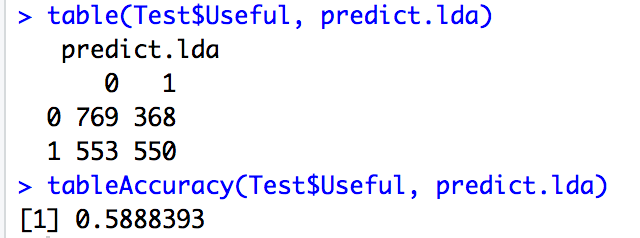 > table(Test$Useful, predict.lda)
predict.lda
0 1
0 769 368
1 553 550
> tableAccuracy(Test$Useful, predict.lda)
[1] 0.5888393